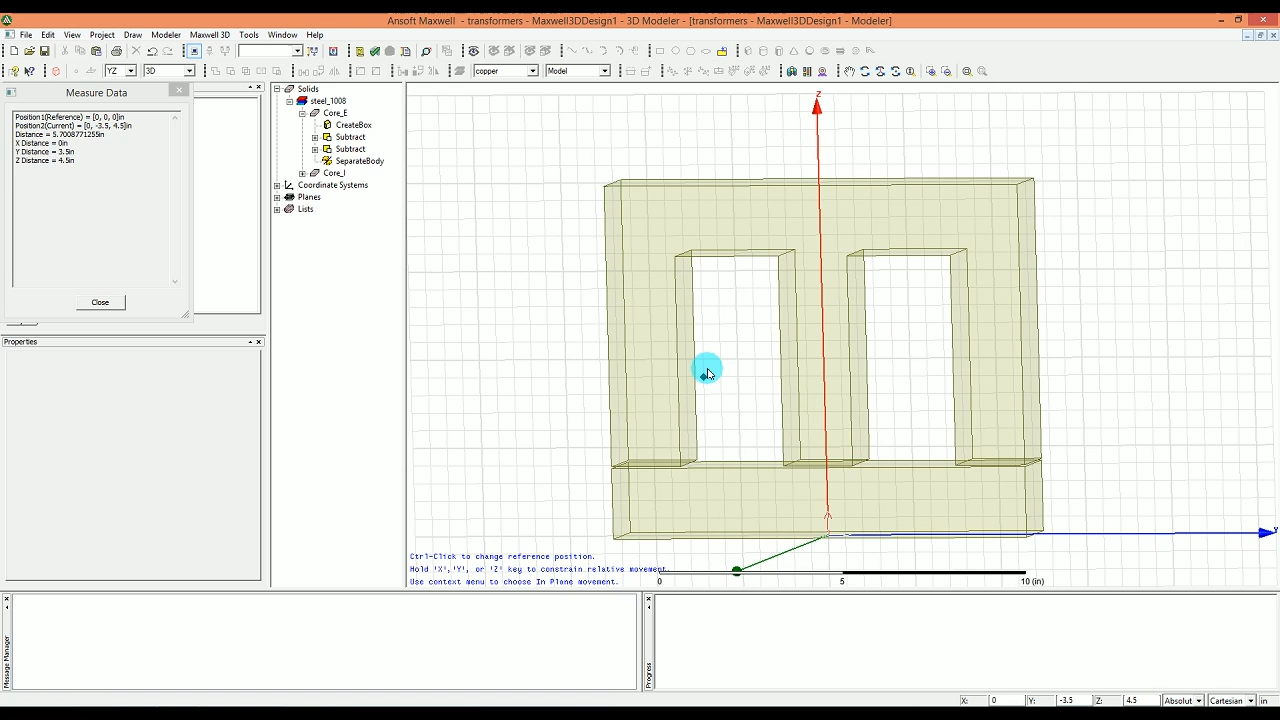 Ansoft Maxwell - transformers - Maxwell3DDesign1 - 3D Modeler - [transformers - Maxwell3DDesign1 - Modeler]
File Edit View Project Draw Modeler Maxwell 3D Tools Window Help
YZ 3D copper Model
Measure Data
Position1(Reference) = [0, 0, 0]in
Position2(Current) = [0, -3.5, 4.5]in
Distance = 5.7008771255in
X Distance = 0in
Y Distance = 3.5in
Z Distance = 4.5in
Close
Properties
Solids
steel_1008
Core_E
CreateBox
Subtract
Subtract
SeparateBody
Core_I
Coordinate Systems
Planes
Lists
Z
Y
Ctrl-Click to change reference position.
Hold 'X','Y', or 'Z' key to constrain relative movement.
Use context menu to choose In Plane movement.
0 5 10 (in)
Message Manager
Progress
X: 0 Y: -3.5 Z: 4.5 Absolut Cartesian in